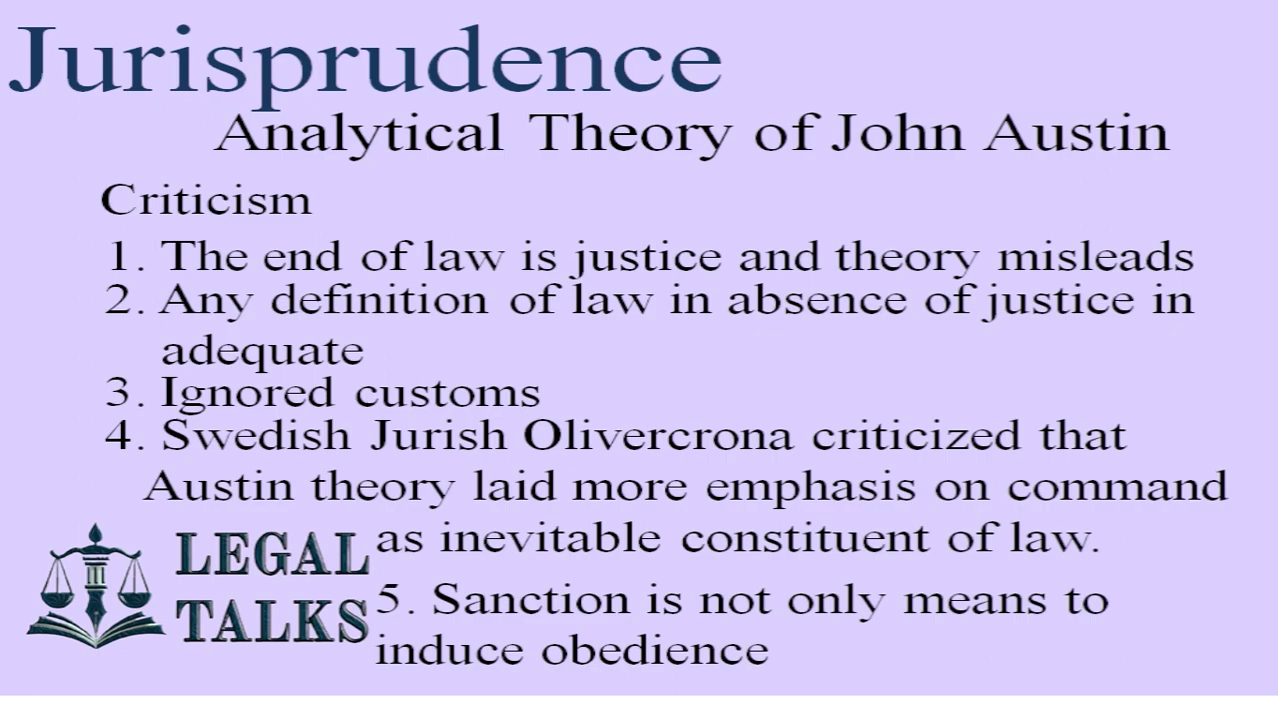 Jurisprudence
Analytical Theory of John Austin
Criticism
1. The end of law is justice and theory misleads
2. Any definition of law in absence of justice in
adequate
3. Ignored customs
4. Swedish Jurish Olivercrona criticized that
Austin theory laid more emphasis on command
as inevitable constituent of law.
LEGAL
TALKS
5. Sanction is not only means to
induce obedience